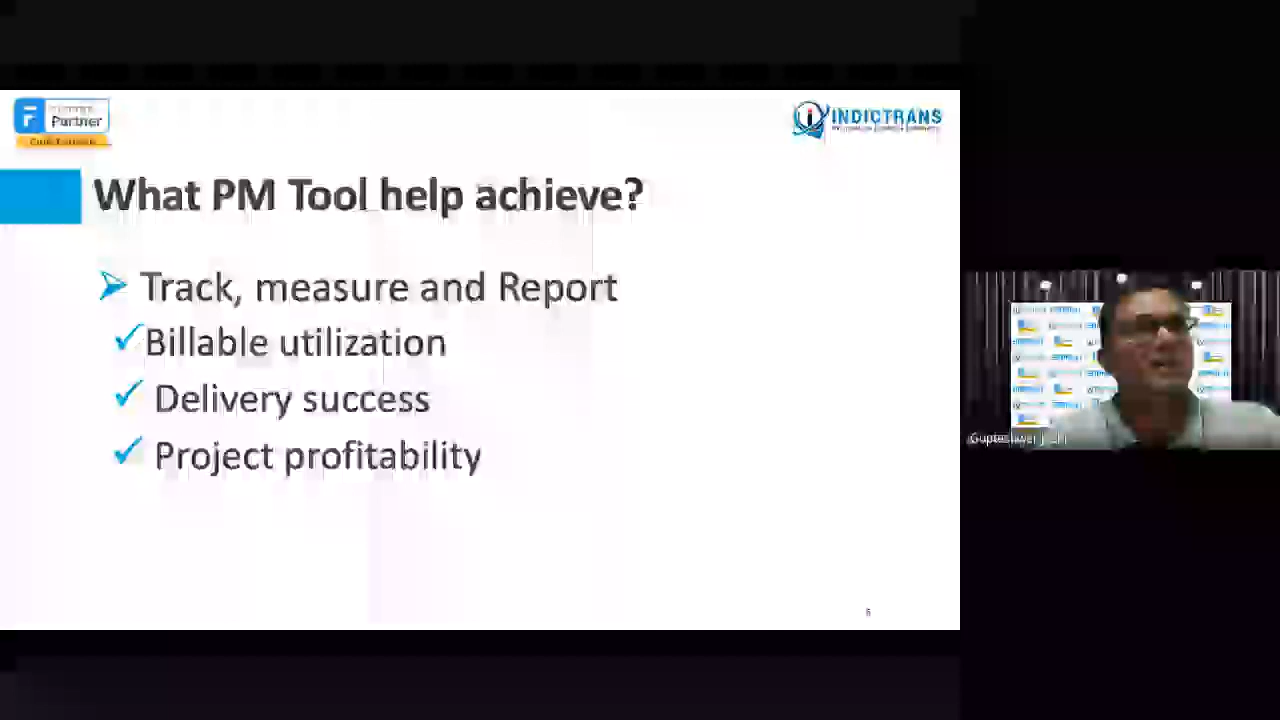 Partner
INDICTRANS
What PM Tool help achieve?
Track, measure and Report
Billable utilization
Delivery success
Project profitability